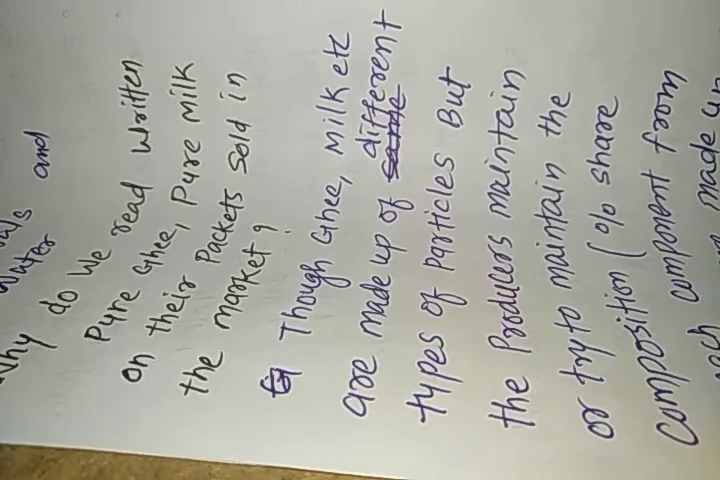 and
Why do we read written
Pure Ghee, Pure Milk
on their Packets sold in
the market?
Though Ghee, Milk etc
are made up of different
types of Particles But
the Producers maintain
or try to maintain the
composition (% share
component from
made up